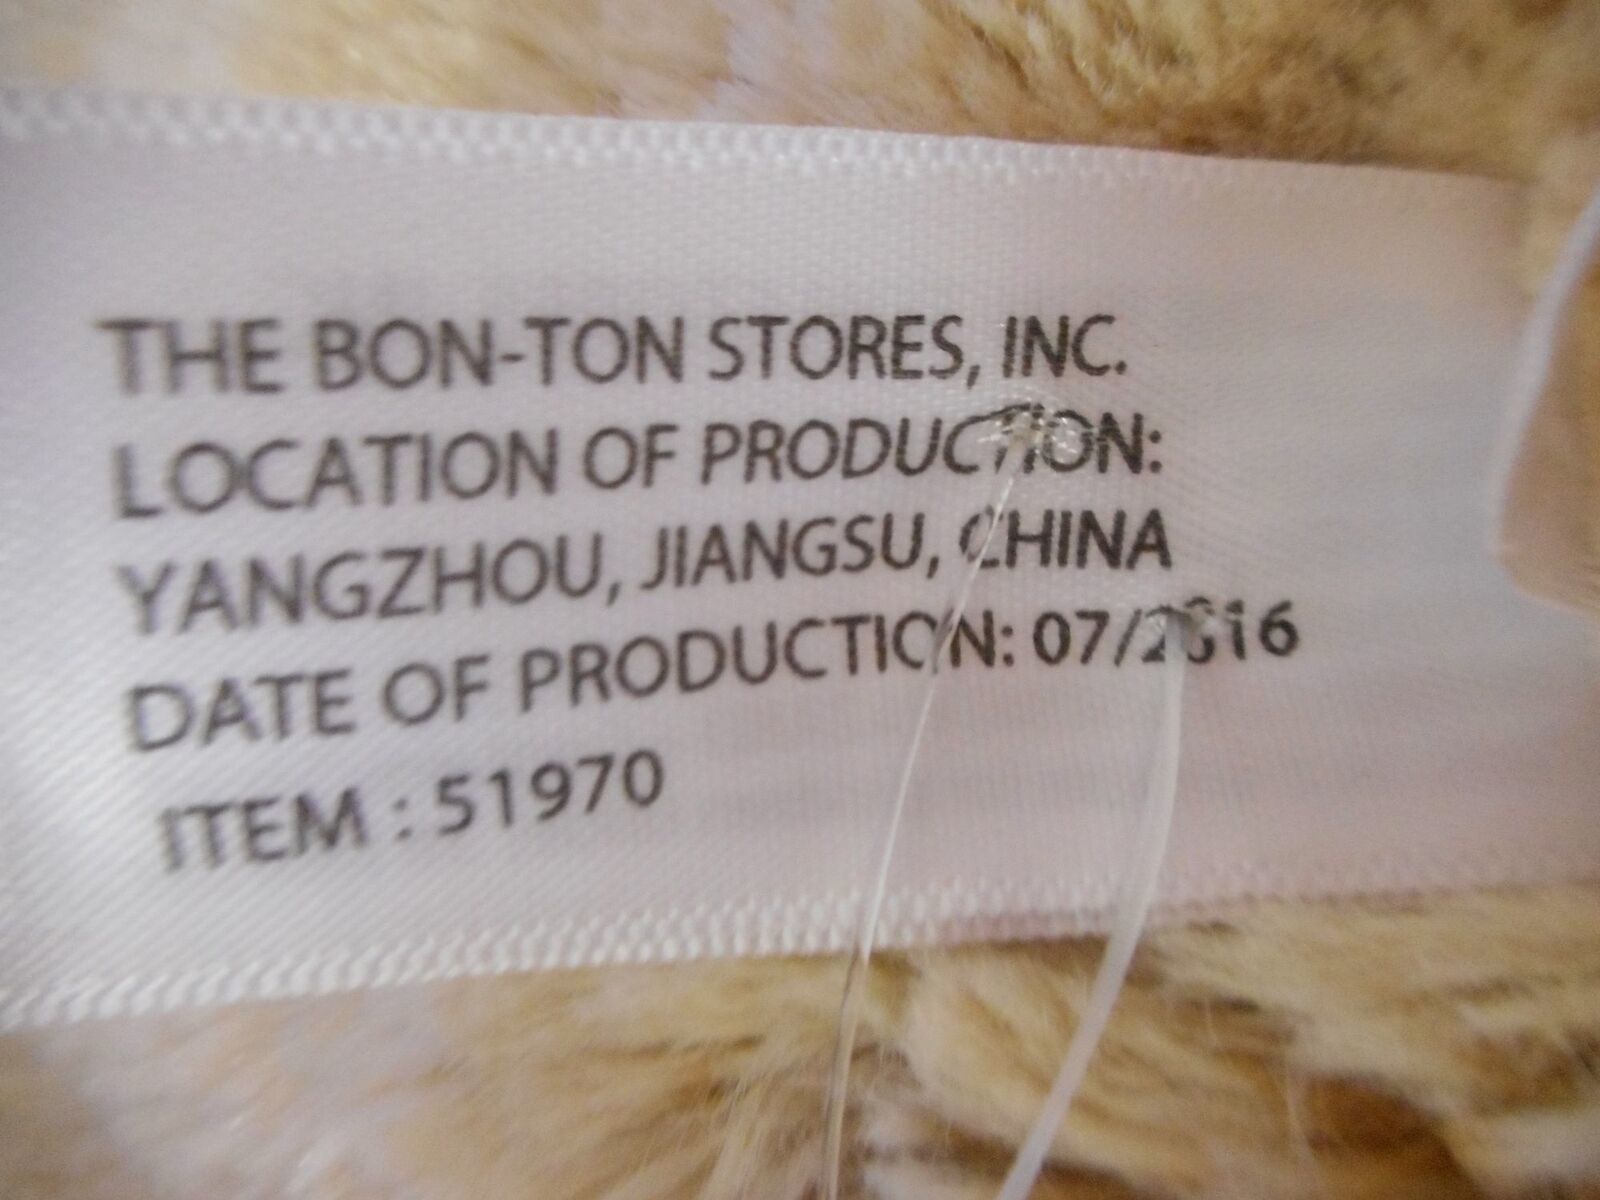 THE BON-TON STORES, INC.
LOCATION OF PRODUCTION:
YANGZHOU, JIANGSU, CHINA
DATE OF PRODUCTION: 07/2016
ITEM : 51970